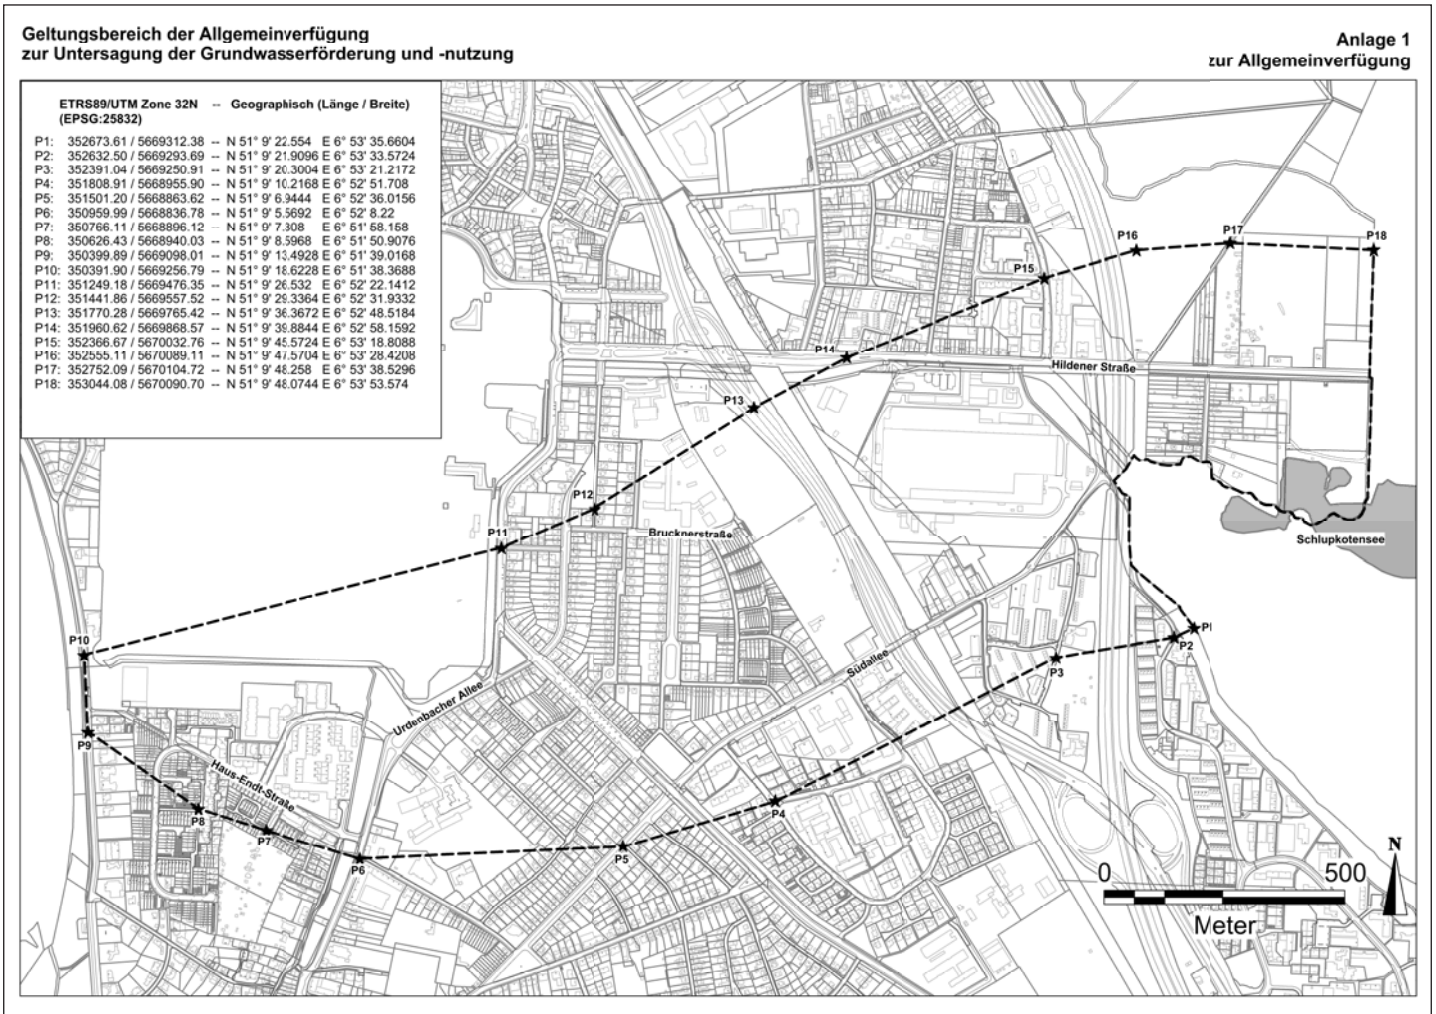 Geltungsbereich der Allgemeinverfügung
zur Untersagung der Grundwasserförderung und -nutzung
Anlage 1
zur Allgemeinverfügung
ETRS89/UTM Zone 32N -- Geographisch (Länge / Breite)
(EPSG:25832)
P1: 352673.61 / 5669312.38 -- N 51° 9' 22.554 E 6° 53' 35.6604
P2: 352632.50 / 5669293.69 -- N 51° 9' 21.9096 E 6° 53' 33.5724
P3: 352391.04 / 5669250.91 -- N 51° 9' 20.3004 E 6° 53' 21.2172
P4: 351808.91 / 5668955.90 -- N 51° 9' 10.2168 E 6° 52' 51.708
P5: 351501.20 / 5668863.62 -- N 51° 9' 6.9444 E 6° 52' 36.0156
P6: 350959.99 / 5668836.78 -- N 51° 9' 5.5692 E 6° 52' 8.22
P7: 350766.11 / 5668896.12 -- N 51° 9' 7.308 E 6° 51' 58.158
P8: 350626.43 / 5668940.03 -- N 51° 9' 8.5968 E 6° 51' 50.9076
P9: 350399.89 / 5669098.01 -- N 51° 9' 13.4928 E 6° 51' 39.0168
P10: 350391.90 / 5669256.79 -- N 51° 9' 18.6228 E 6° 51' 38.3688
P11: 351249.18 / 5669476.35 -- N 51° 9' 26.532 E 6° 52' 22.1412
P12: 351441.86 / 5669557.52 -- N 51° 9' 29.3364 E 6° 52' 31.9332
P13: 351770.28 / 5669765.42 -- N 51° 9' 36.3672 E 6° 52' 48.5184
P14: 351960.62 / 5669868.57 -- N 51° 9' 39.8844 E 6° 52' 58.1592
P15: 352366.67 / 5670032.76 -- N 51° 9' 45.5724 E 6° 53' 18.8088
P16: 352555.11 / 5670089.11 -- N 51° 9' 47.5704 E 6° 53' 28.4208
P17: 352752.09 / 5670104.72 -- N 51° 9' 48.258 E 6° 53' 38.5296
P18: 353044.08 / 5670090.70 -- N 51° 9' 48.0744 E 6° 53' 53.574
P16
P17
P18
P15
P14
Hildener Straße
P13
P12
P11
Brucknerstraße
Schlupkotensee
P10
P1
P2
P3
Südallee
Urdenbacher Allee
P9
Haus-Endt-Straße
P8
P7
P4
P5
P6
N
0 500
Meter